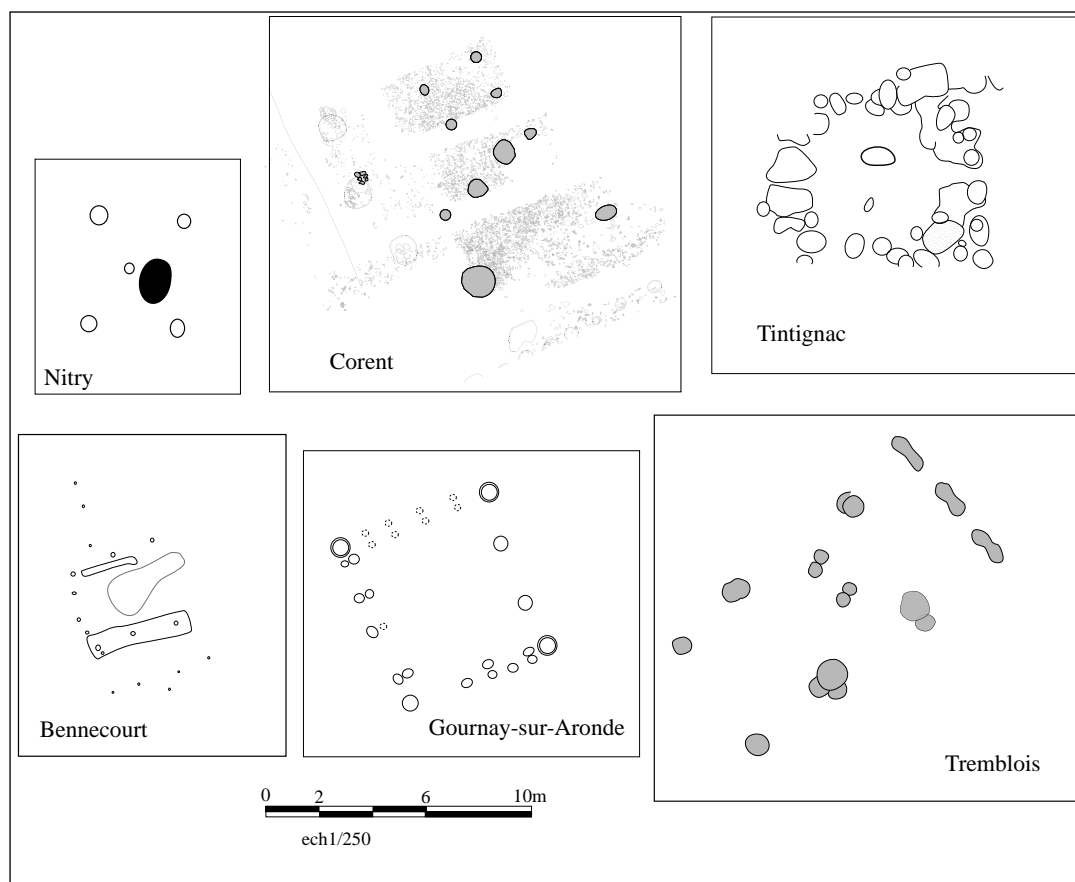 Nitry
Corent
Tintignac
Bennecourt
Gournay-sur-Aronde
Tremblois
0 2 6 10m
ech1/250